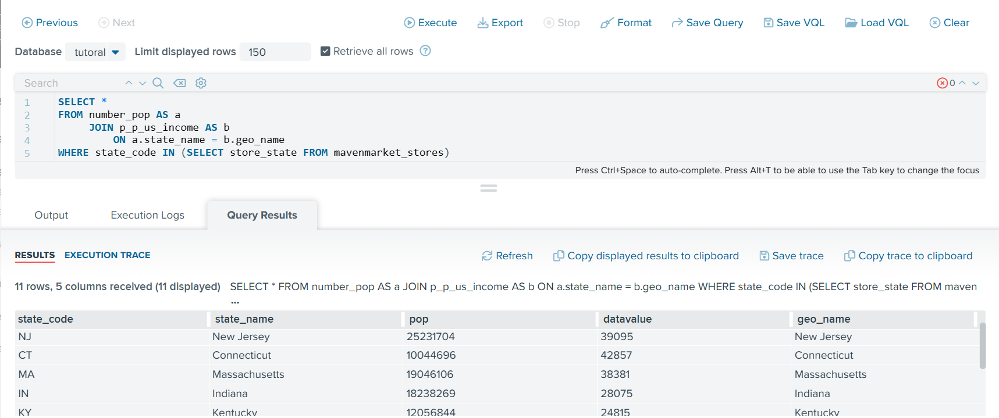 Previous Next Execute Export Stop Format Save Query Save VQL Load VQL Clear
Database tutoral Limit displayed rows 150 Retrieve all rows ?
Search 0
1 SELECT *
2 FROM number_pop AS a
3 JOIN p_p_us_income AS b
4 ON a.state_name = b.geo_name
5 WHERE state_code IN (SELECT store_state FROM mavenmarket_stores)
Press Ctrl+Space to auto-complete. Press Alt+T to be able to use the Tab key to change the focus
Output Execution Logs Query Results
RESULTS EXECUTION TRACE Refresh Copy displayed results to clipboard Save trace Copy trace to clipboard
11 rows, 5 columns received (11 displayed) SELECT * FROM number_pop AS a JOIN p_p_us_income AS b ON a.state_name = b.geo_name WHERE state_code IN (SELECT store_state FROM maven
...
state_code state_name pop datavalue geo_name
NJ New Jersey 25231704 39095 New Jersey
CT Connecticut 10044696 42857 Connecticut
MA Massachusetts 19046106 38381 Massachusetts
IN Indiana 18238269 28075 Indiana
KY Kentucky 12056844 24815 Kentucky